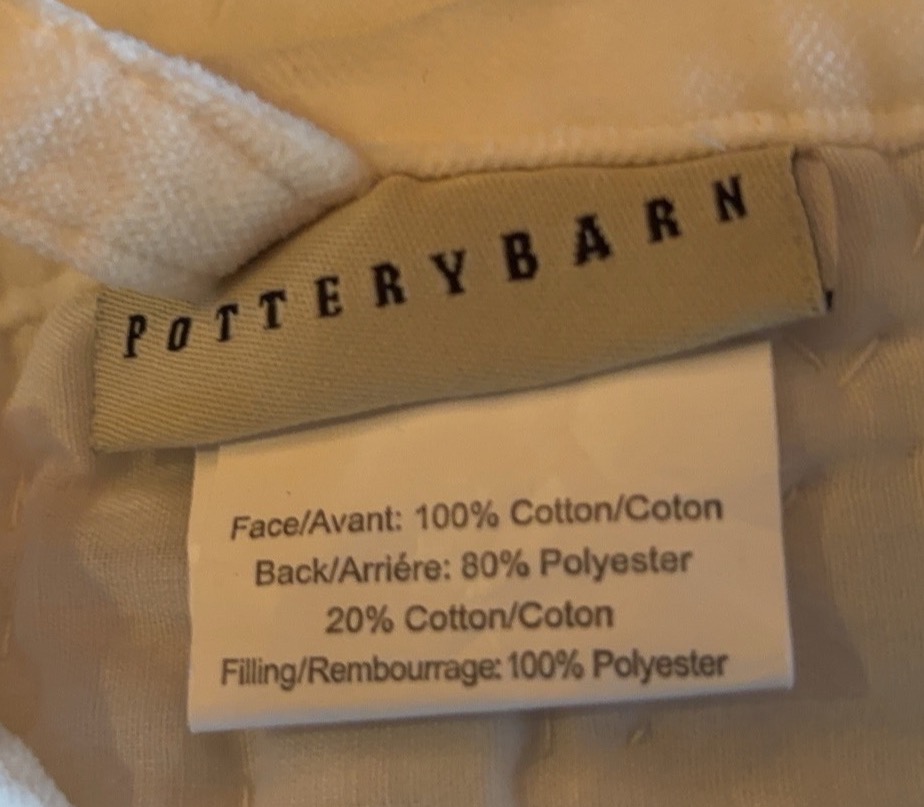 POTTERYBARN
Face/Avant: 100% Cotton/Coton
Back/Arriére: 80% Polyester
20% Cotton/Coton
Filling/Rembourrage: 100% Polyester